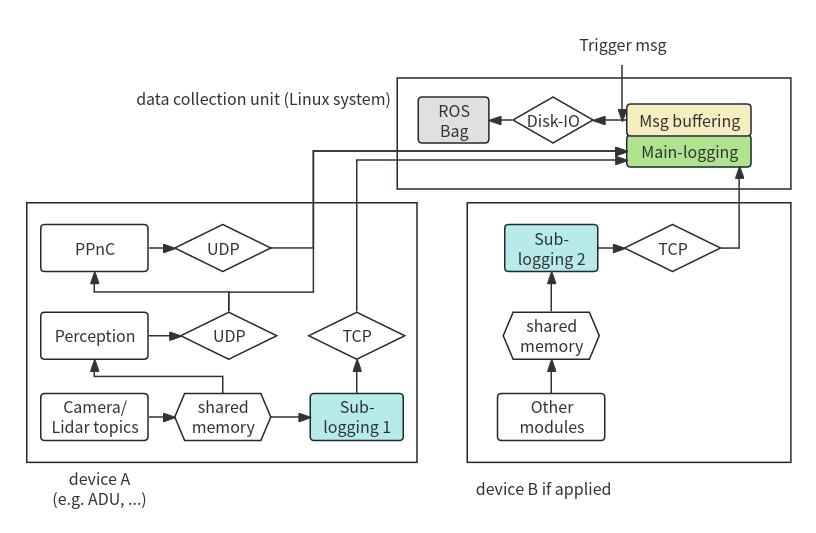 Trigger msg
data collection unit (Linux system)
ROS
Bag
Disk-IO
Msg buffering
Main-logging
PPnC
UDP
Perception
UDP
TCP
Camera/
Lidar topics
shared
memory
Sub-
logging 1
device A
(e.g. ADU, ...)
Sub-
logging 2
TCP
shared
memory
Other
modules
device B if applied